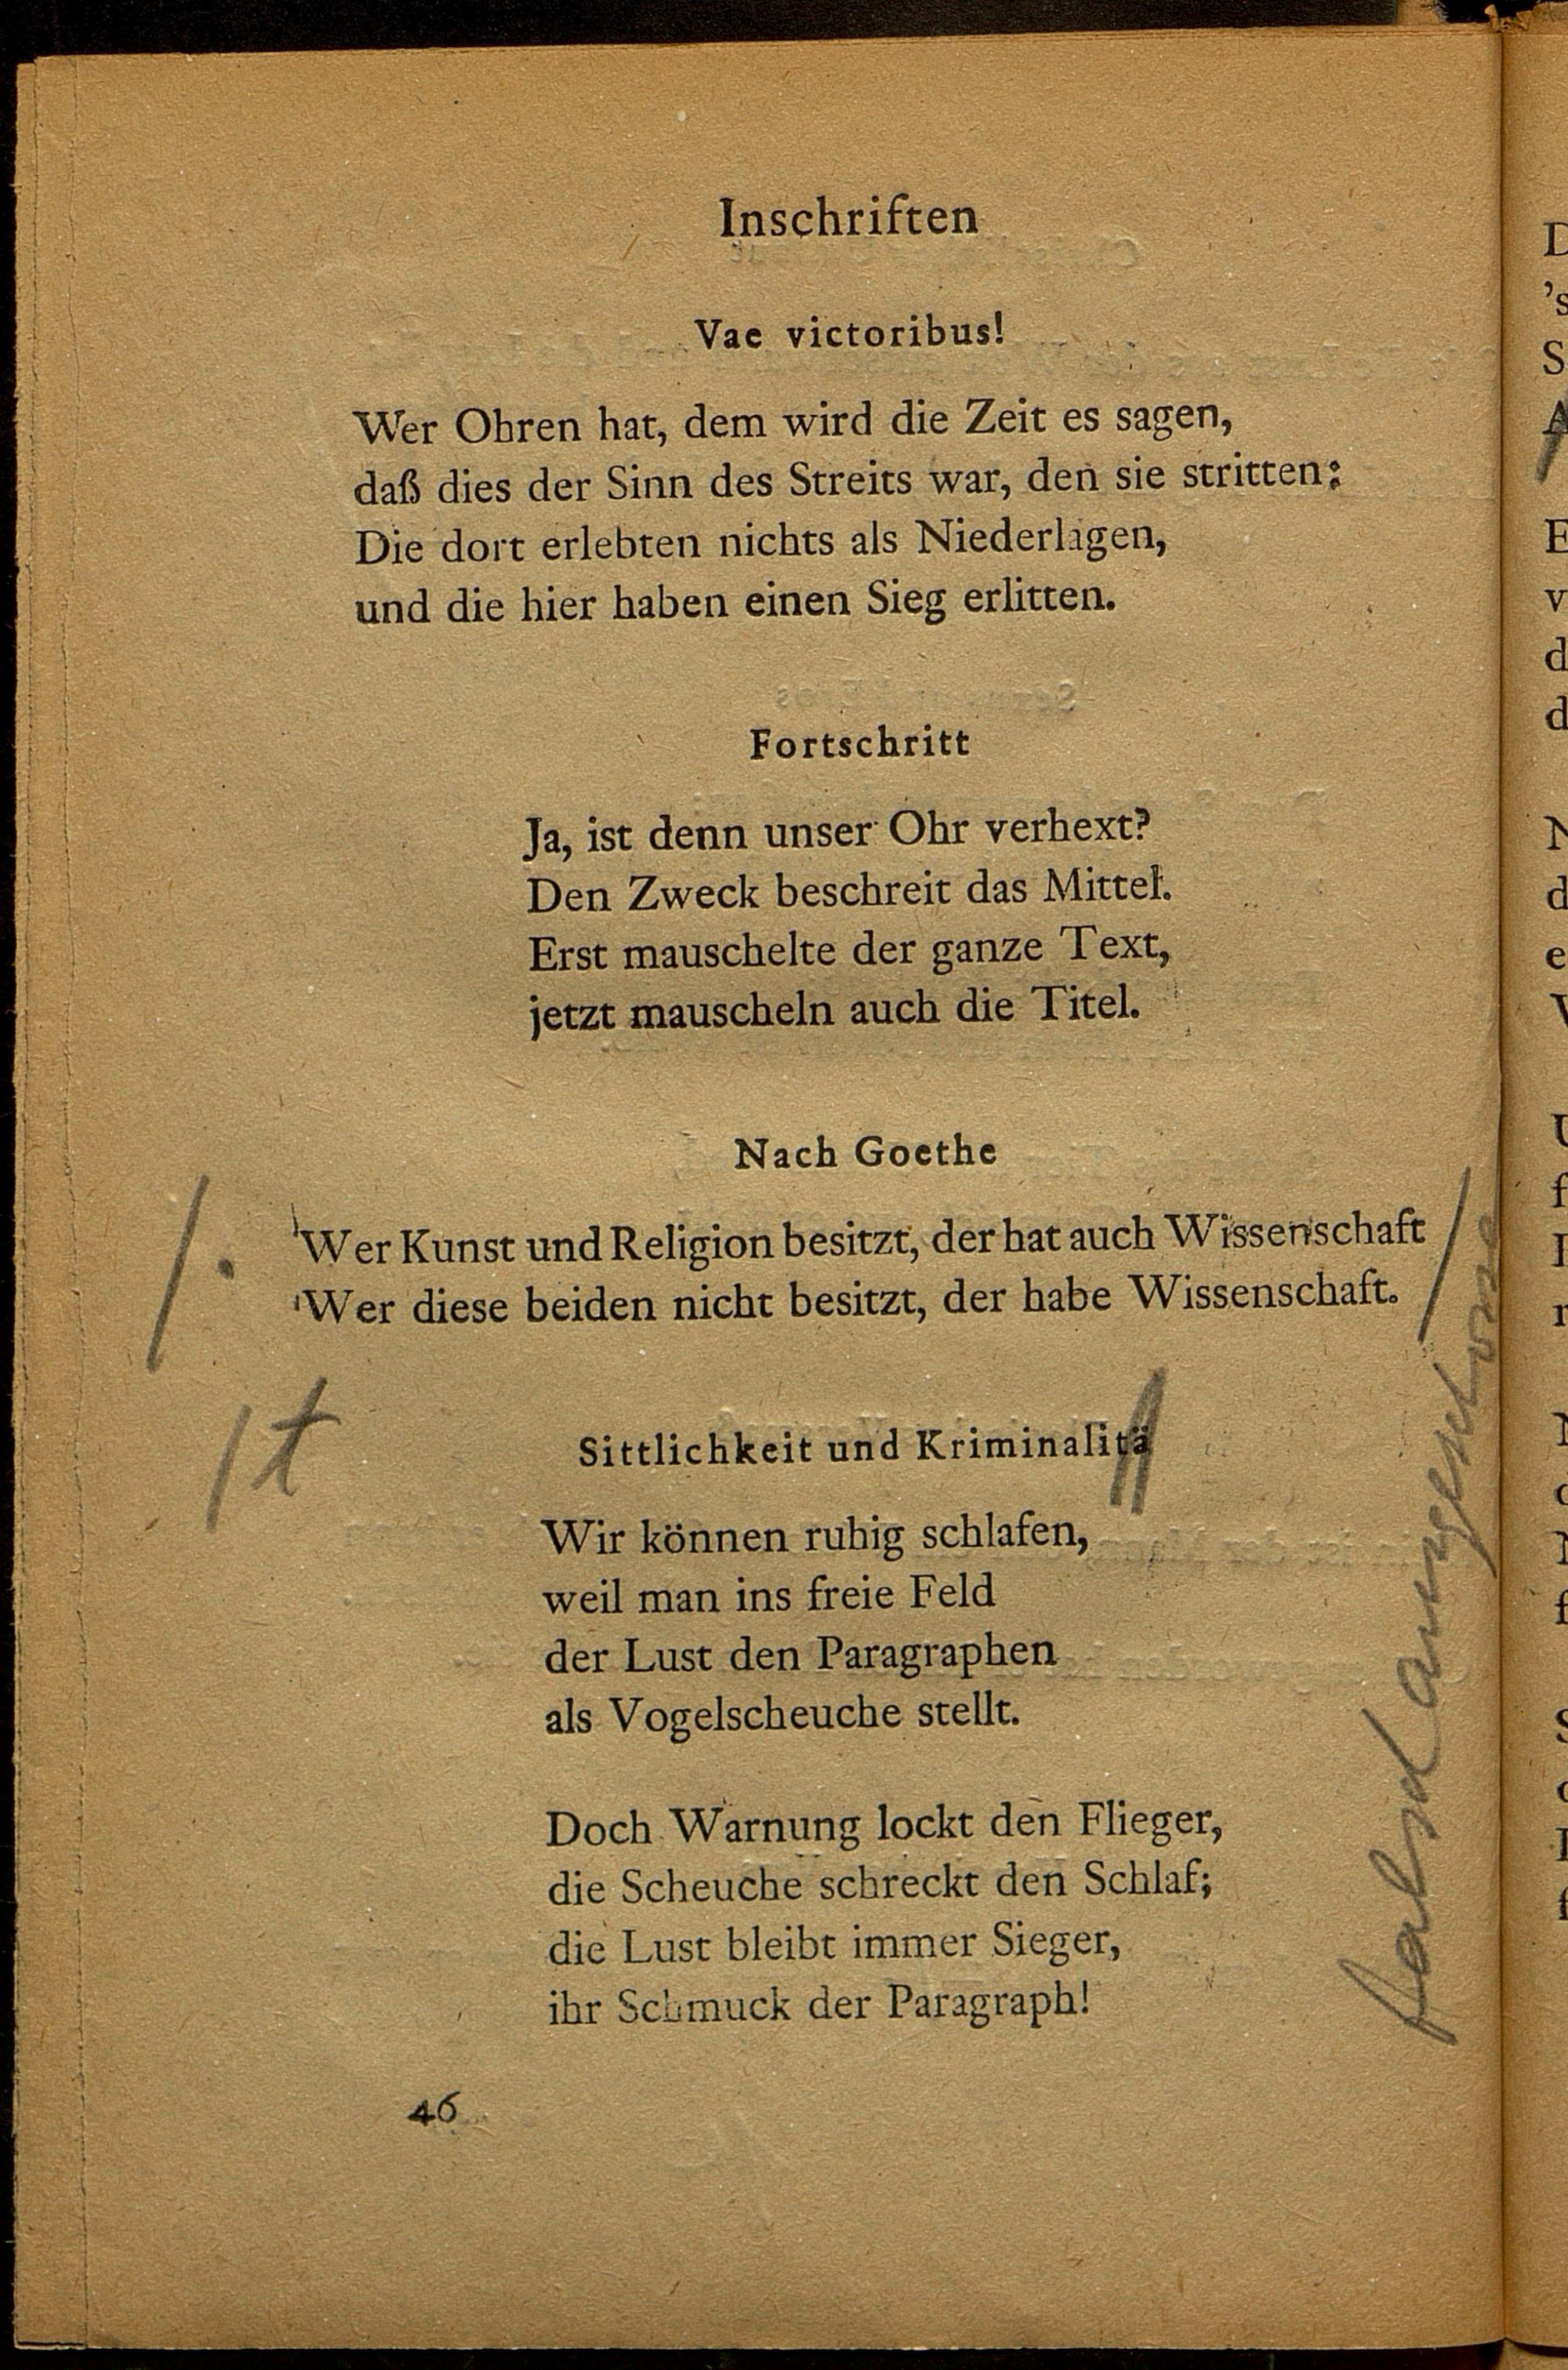 Inschriften
Vae victoribus!
Wer Ohren hat, dem wird die Zeit es sagen,
daß dies der Sinn des Streits war, den sie stritten:
Die dort erlebten nichts als Niederlagen,
und die hier haben einen Sieg erlitten.
Fortschritt
Ja, ist denn unser Ohr verhext?
Den Zweck beschreit das Mittel.
Erst mauschelte der ganze Text,
jetzt mauscheln auch die Titel.
Nach Goethe
Wer Kunst und Religion besitzt, der hat auch Wissenschaft
Wer diese beiden nicht besitzt, der habe Wissenschaft.
t
Sittlichkeit und Kriminalitä
Wir können ruhig schlafen,
weil man ins freie Feld
der Lust den Paragraphen
als Vogelscheuche stellt.
Doch Warnung lockt den Flieger,
die Scheuche schreckt den Schlaf;
die Lust bleibt immer Sieger,
ihr Schmuck der Paragraph!
46